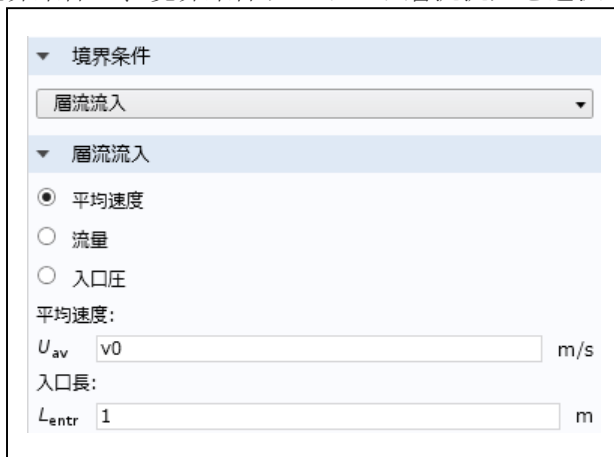 境界条件
層流流入
層流流入
平均速度
流量
入口圧
平均速度:
Uav v0 m/s
入口長:
Lentr 1 m